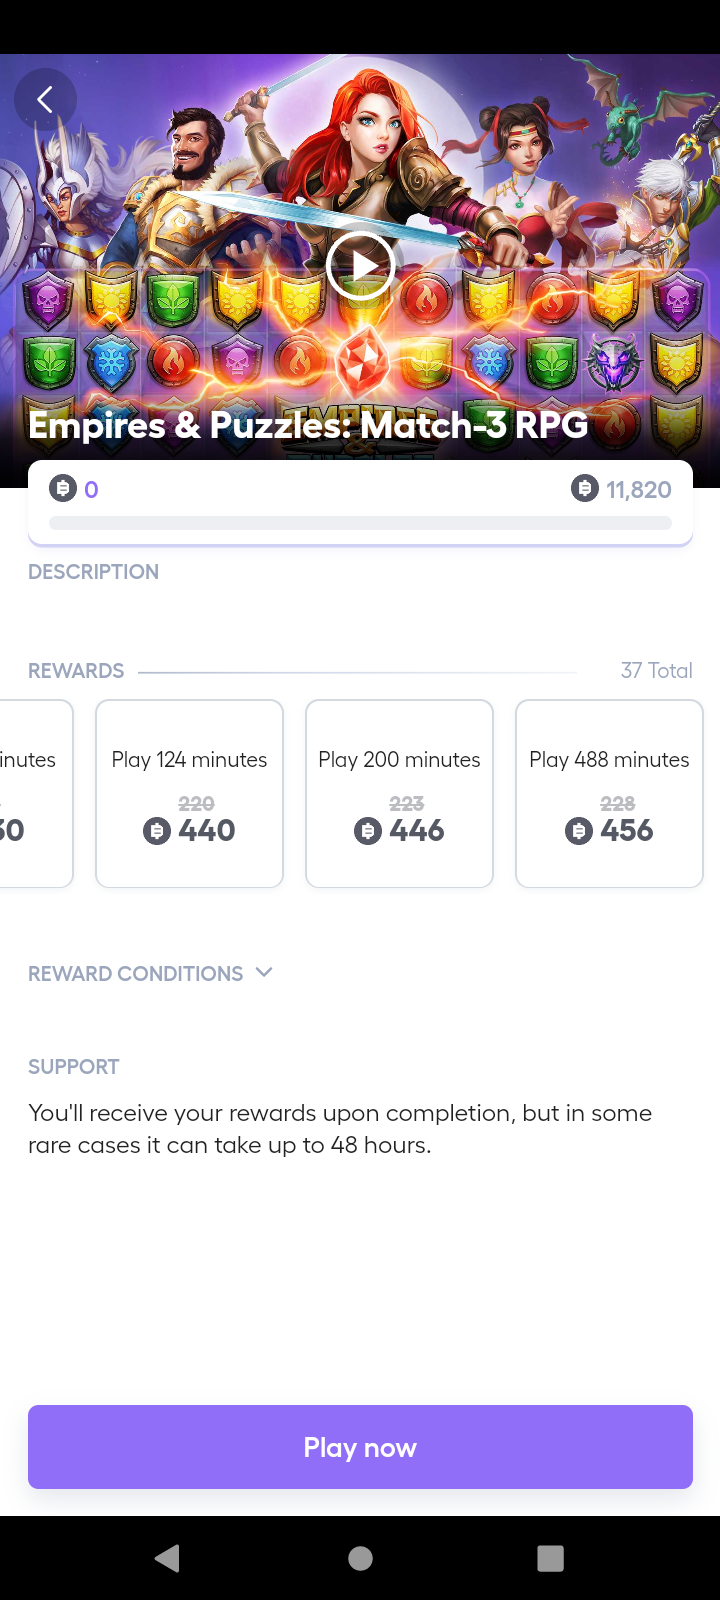 Empires & Puzzles: Match-3 RPG
0
11,820
DESCRIPTION
REWARDS
37 Total
inutes
Play 124 minutes
Play 200 minutes
Play 488 minutes
220
223
228
440
446
456
REWARD CONDITIONS
SUPPORT
You'll receive your rewards upon completion, but in some
rare cases it can take up to 48 hours.
Play now